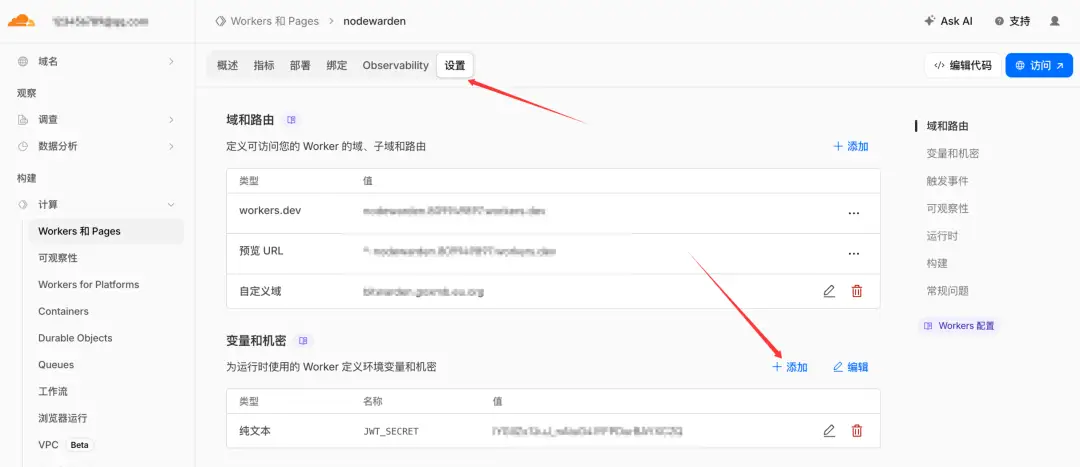 Workers 和 Pages > nodewarden
Ask AI
支持
域名
观察
调查
数据分析
构建
计算
Workers 和 Pages
可观察性
Workers for Platforms
Containers
Durable Objects
Queues
工作流
浏览器运行
VPC Beta
概述 指标 部署 绑定 Observability 设置
编辑代码
访问
域和路由
定义可访问您的 Worker 的域、子域和路由
添加
类型 值
workers.dev
预览 URL
自定义域
变量和机密
为运行时使用的 Worker 定义环境变量和机密
添加 编辑
类型 名称 值
纯文本 JWT_SECRET
域和路由
变量和机密
触发事件
可观察性
运行时
构建
常规问题
Workers 配置